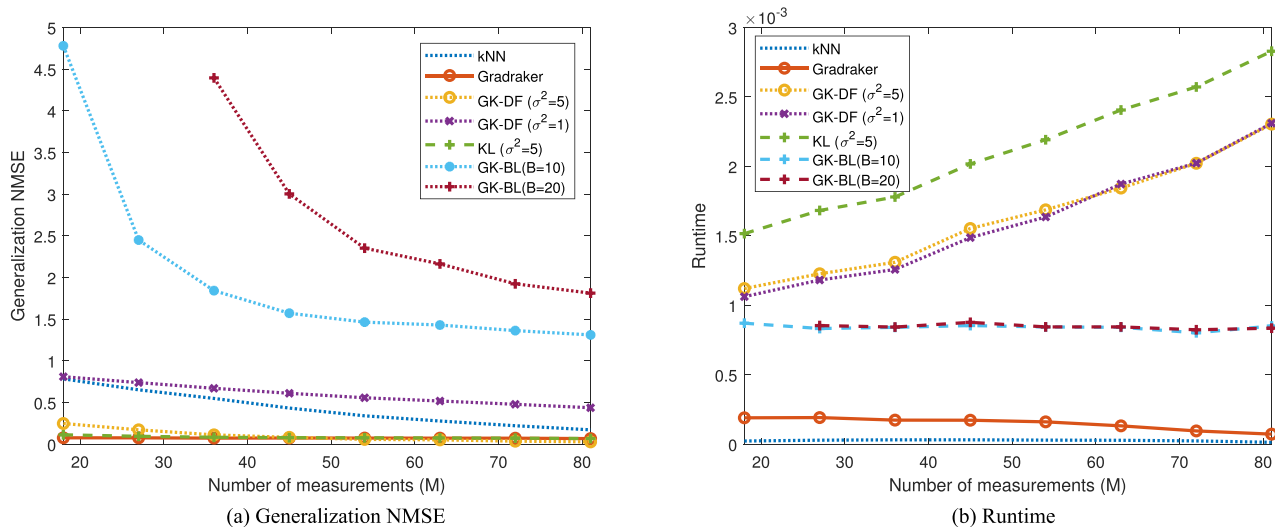 5
4.5
4
3.5
3
2.5
2
1.5
1
0.5
0
Generalization NMSE
kNN
Gradraker
GK-DF (σ²=5)
GK-DF (σ²=1)
KL (σ²=5)
GK-BL(B=10)
GK-BL(B=20)
20 30 40 50 60 70 80
Number of measurements (M)
(a) Generalization NMSE
×10⁻³
3
2.5
2
1.5
1
0.5
0
Runtime
kNN
Gradraker
GK-DF (σ²=5)
GK-DF (σ²=1)
KL (σ²=5)
GK-BL(B=10)
GK-BL(B=20)
20 30 40 50 60 70 80
Number of measurements (M)
(b) Runtime